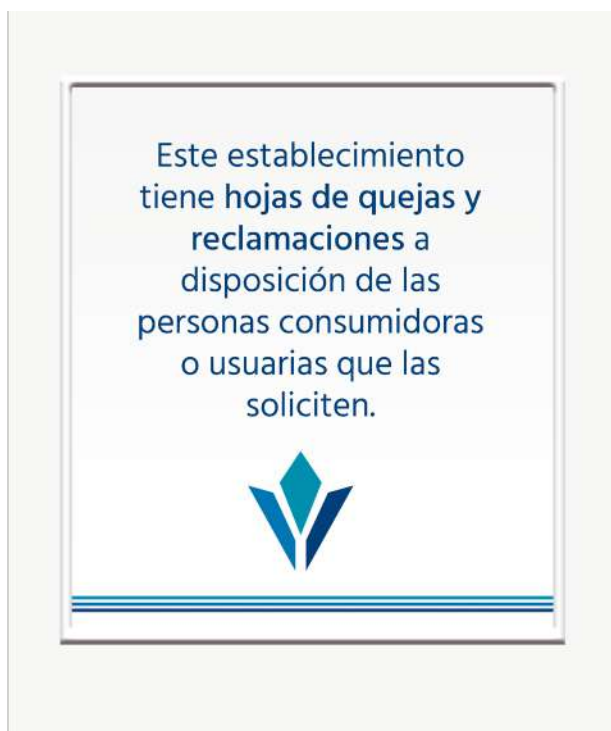 Este establecimiento
tiene hojas de quejas y
reclamaciones a
disposición de las
personas consumidoras
o usuarias que las
soliciten.